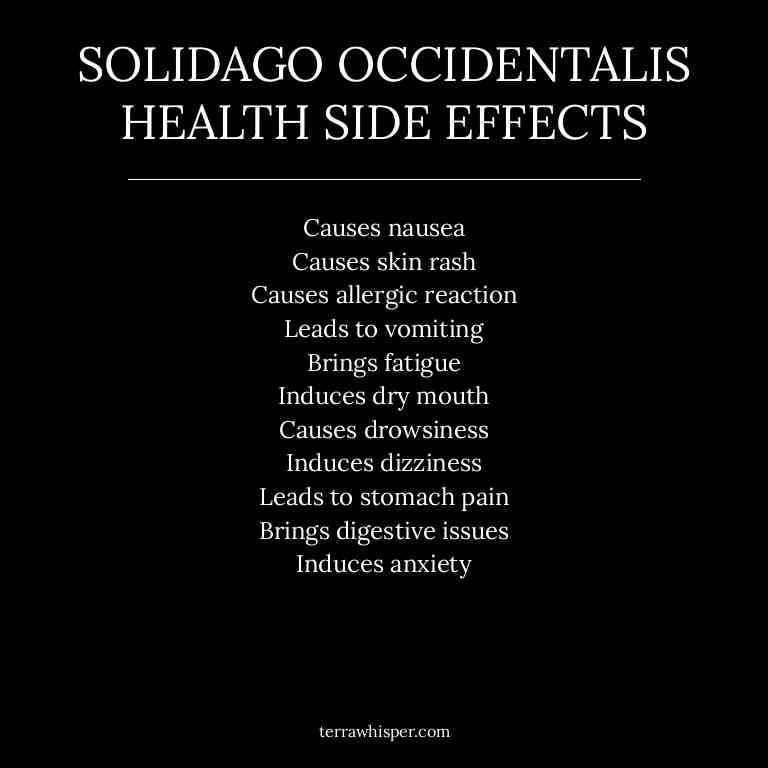 SOLIDAGO OCCIDENTALIS
HEALTH SIDE EFFECTS
Causes nausea
Causes skin rash
Causes allergic reaction
Leads to vomiting
Brings fatigue
Induces dry mouth
Causes drowsiness
Induces dizziness
Leads to stomach pain
Brings digestive issues
Induces anxiety
terrawhisper.com